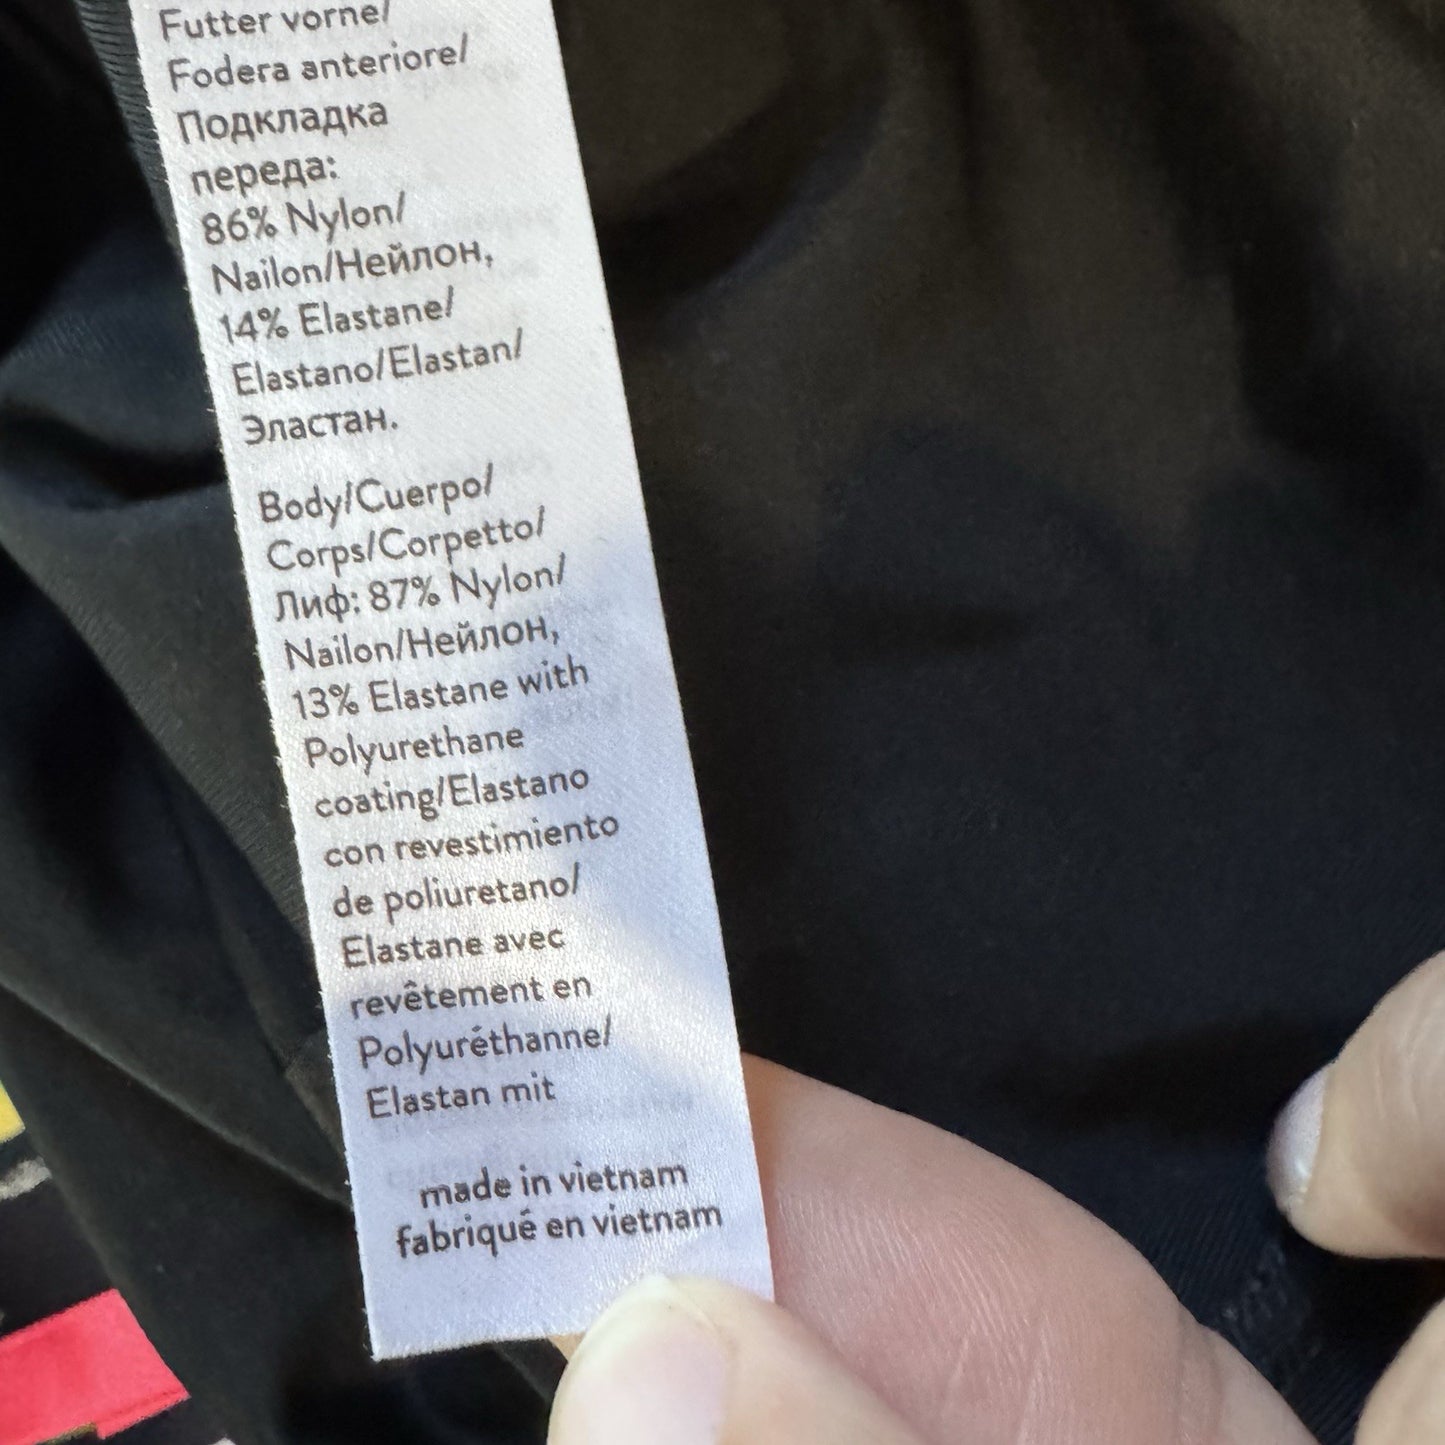 Futter vorne/
Fodera anteriore/
Подкладка
переда:
86% Nylon/
Nailon/Нейлон,
14% Elastane/
Elastano/Elastan/
Эластан.
Body/Cuerpo/
Corps/Corpetto/
Лиф: 87% Nylon/
Nailon/Нейлон,
13% Elastane with
Polyurethane
coating/Elastano
con revestimiento
de poliuretano/
Elastane avec
revêtement en
Polyuréthanne/
Elastan mit
made in vietnam
fabriqué en vietnam